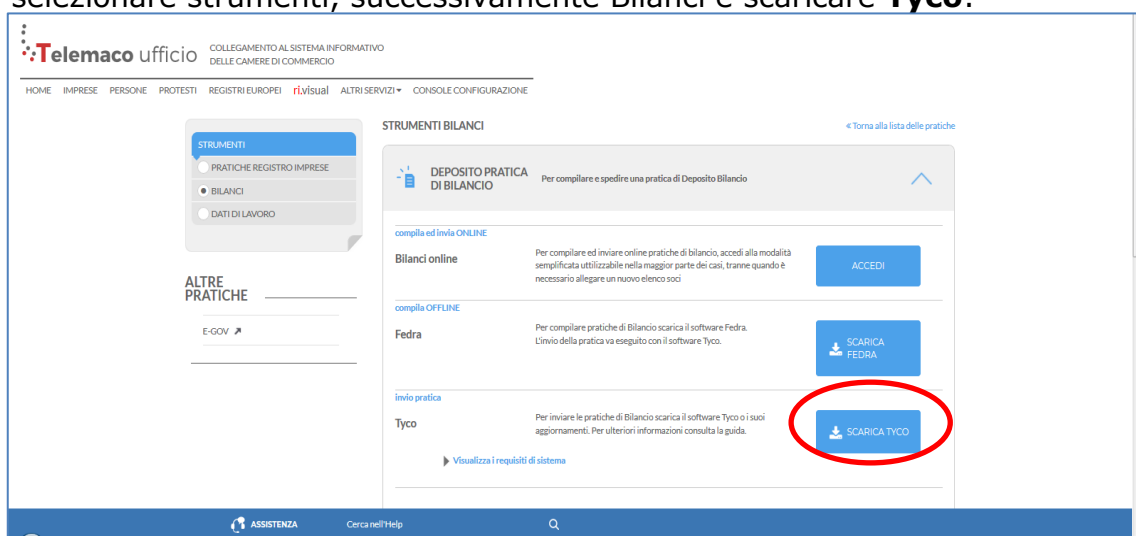 selezionare strumenti, successivamente Bilanci e scaricare Tyco.
Telemaco ufficio
COLLEGAMENTO AL SISTEMA INFORMATIVO
DELLE CAMERE DI COMMERCIO
HOME IMPRESE PERSONE PROTESTI REGISTRI EUROPEI ri.visual ALTRI SERVIZI CONSOLE CONFIGURAZIONE
STRUMENTI
PRATICHE REGISTRO IMPRESE
BILANCI
DATI DI LAVORO
ALTRE
PRATICHE
E-GOV
STRUMENTI BILANCI
« Torna alla lista delle pratiche
DEPOSITO PRATICA
DI BILANCIO
Per compilare e spedire una pratica di Deposito Bilancio
compila ed invia ONLINE
Bilanci online
Per compilare ed inviare online pratiche di bilancio, accedi alla modalità
semplificata uttilizzabile nella maggior parte dei casi, tranne quando è
necessario allegare un nuovo elenco soci
ACCEDI
compila OFFLINE
Fedra
Per compilare pratiche di Bilancio scarica il software Fedra.
L'invio della pratica va eseguito con il software Tyco.
SCARICA
FEDRA
invio pratica
Tyco
Per inviare le pratiche di Bilancio scarica il software Tyco o i suoi
aggiornamenti. Per ulteriori informazioni consulta la guida.
SCARICA TYCO
Visualizza i requisiti di sistema
ASSISTENZA
Cerca nell'Help